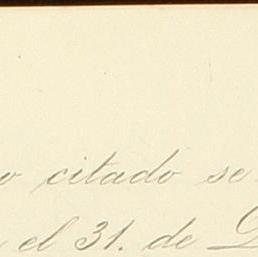 citado se
el 31. de